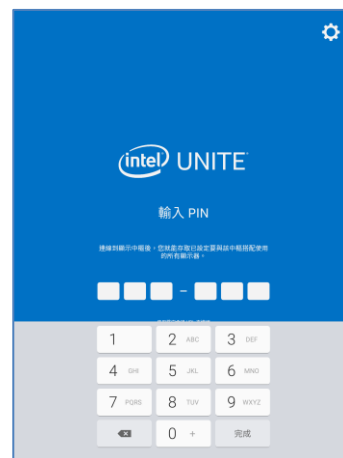 intel UNITE
輸入 PIN
連線到顯示中樞後，您就能存取已設定要與該中樞搭配使用
的所有顯示器。
–
1
2 ABC
3 DEF
4 GHI
5 JKL
6 MNO
7 PQRS
8 TUV
9 WXYZ
0 +
完成